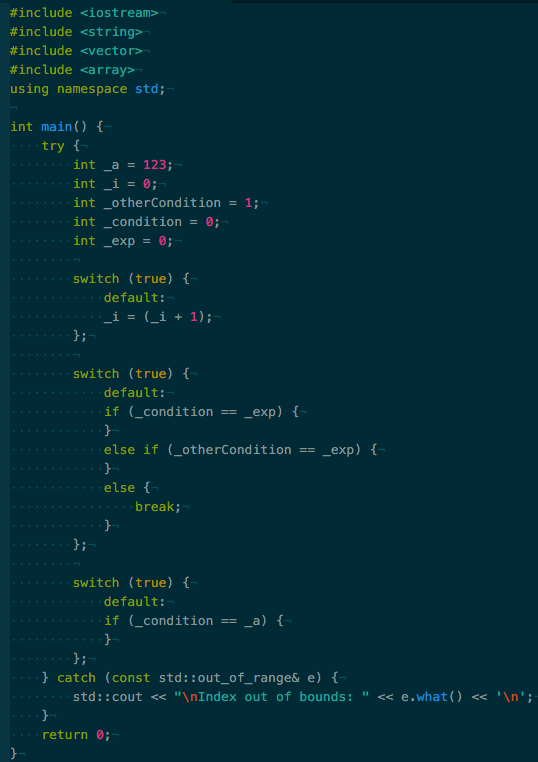 #include <iostream>
#include <string>
#include <vector>
#include <array>
using namespace std;

int main() {
    try {
        int _a = 123;
        int _i = 0;
        int _otherCondition = 1;
        int _condition = 0;
        int _exp = 0;

        switch (true) {
            default:
            _i = (_i + 1);
        };

        switch (true) {
            default:
            if (_condition == _exp) {
            }
            else if (_otherCondition == _exp) {
            }
            else {
                break;
            }
        };

        switch (true) {
            default:
            if (_condition == _a) {
            }
        };
    } catch (const std::out_of_range& e) {
        std::cout << "\nIndex out of bounds: " << e.what() << '\n';
    }
    return 0;
}